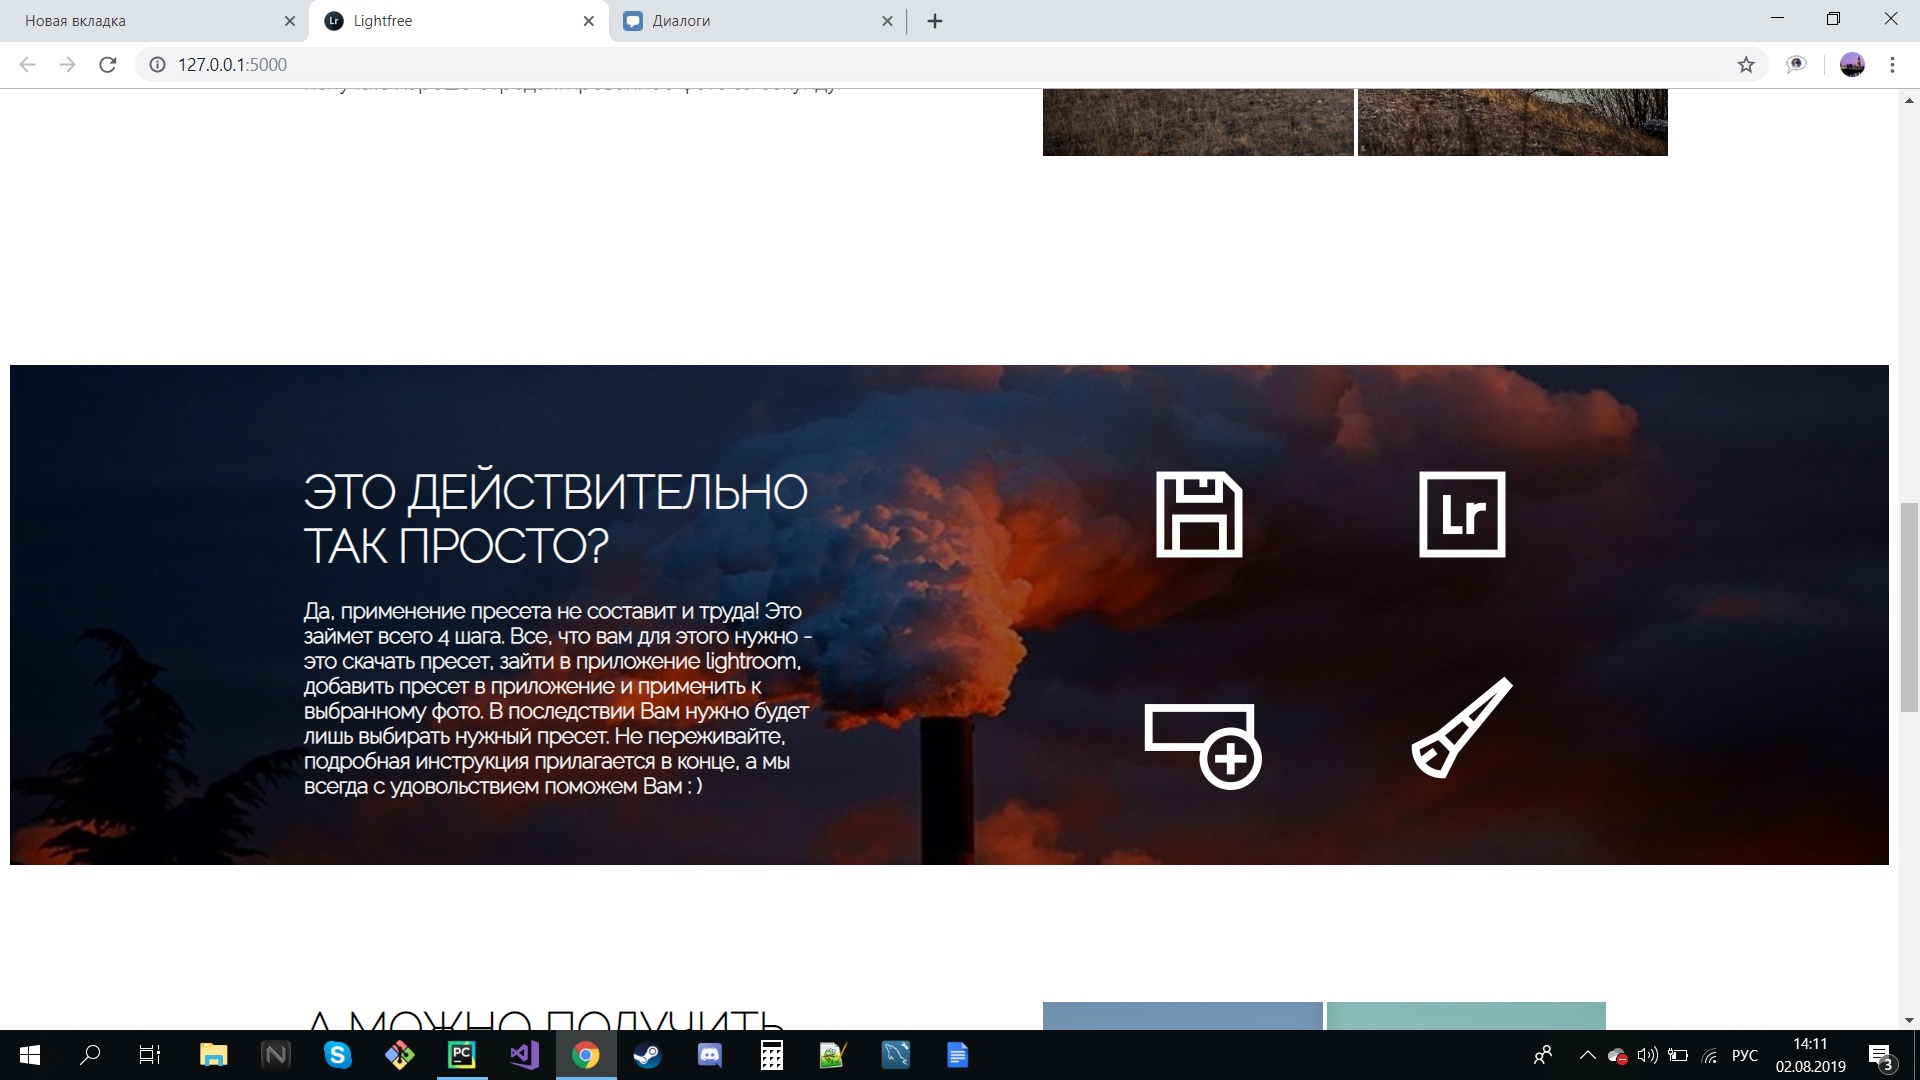 Новая вкладка
Lightfree
Диалоги
127.0.0.1:5000
ЭТО ДЕЙСТВИТЕЛЬНО
ТАК ПРОСТО?
Да, применение пресета не составит и труда! Это
займет всего 4 шага. Все, что вам для этого нужно -
это скачать пресет, зайти в приложение lightroom,
добавить пресет в приложение и применить к
выбранному фото. В последствии Вам нужно будет
лишь выбирать нужный пресет. Не переживайте,
подробная инструкция прилагается в конце, а мы
всегда с удовольствием поможем Вам : )
Lr
А МОЖНО ПОЛУЧИТЬ
РУС
14:11
02.08.2019
3